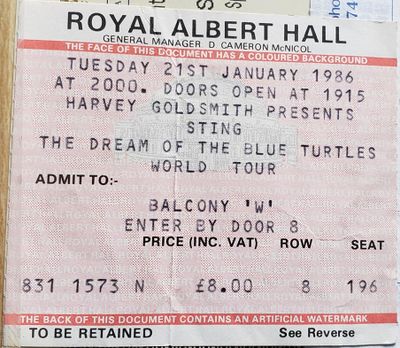 ROYAL ALBERT HALL
GENERAL MANAGER D CAMERON McNICOL
THE FACE OF THIS DOCUMENT HAS A COLOURED BACKGROUND
TUESDAY 21ST JANUARY 1986
AT 2000. DOORS OPEN AT 1915
HARVEY GOLDSMITH PRESENTS
STING
THE DREAM OF THE BLUE TURTLES
WORLD TOUR
ADMIT TO:-
BALCONY 'W'
ENTER BY DOOR 8
PRICE (INC. VAT) ROW SEAT
831 1573 N £8.00 8 196
THE BACK OF THIS DOCUMENT CONTAINS AN ARTIFICIAL WATERMARK
TO BE RETAINED See Reverse